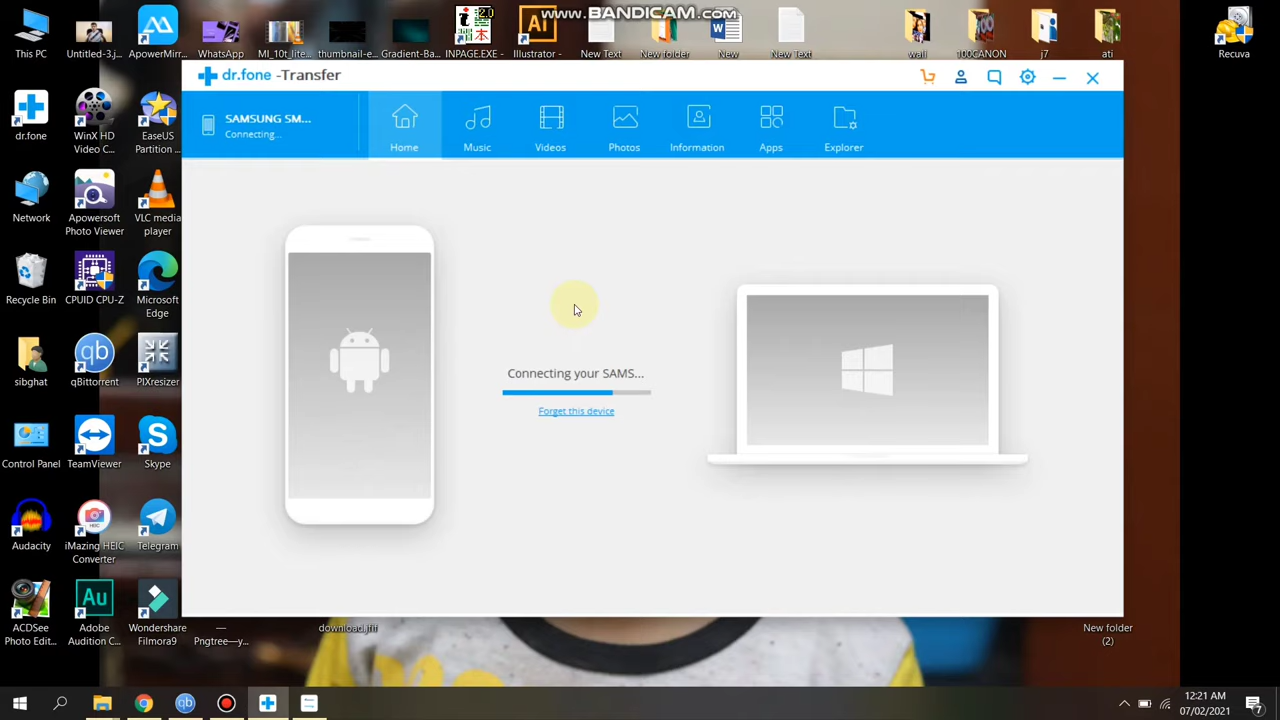 www.BANDICAM.com
This PC
Untitled-3.j...
ApowerMirr...
WhatsApp
MI_10t_lite...
thumbnail-e...
Gradient-Ba...
INPAGE.EXE -
Illustrator -
New Text
New folder
New
New Text
wall
100CANON
j7
ati
Recuva
dr.fone -Transfer
SAMSUNG SM...
Connecting...
Home
Music
Videos
Photos
Information
Apps
Explorer
Connecting your SAMS...
Forget this device
dr.fone
WinX HD
Video C...
EaseUS
Partition ...
Network
Apowersoft
Photo Viewer
VLC media
player
Recycle Bin
CPUID CPU-Z
Microsoft
Edge
sibghat
qBittorrent
PIXresizer
Control Panel
TeamViewer
Skype
Audacity
iMazing HEIC
Converter
Telegram
ACDSee
Photo Edit...
Adobe
Audition C...
Wondershare
Filmora9
—
Pngtree—y...
download.jfif
New folder
(2)
12:21 AM
07/02/2021
7